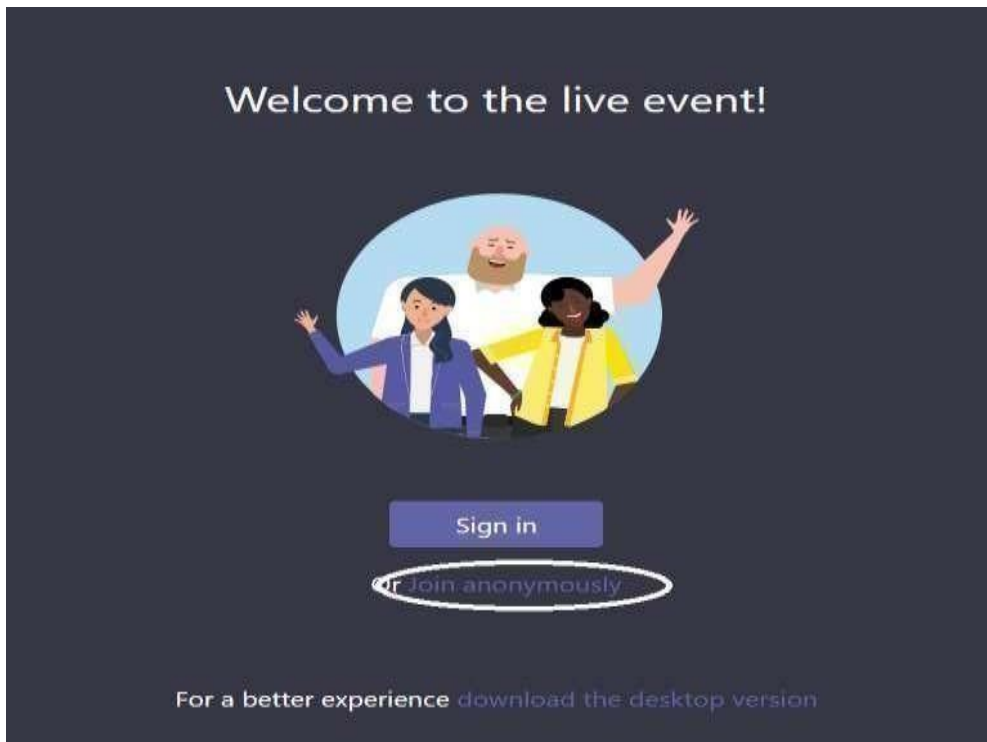 Welcome to the live event!
Sign in
Or Join anonymously
For a better experience download the desktop version